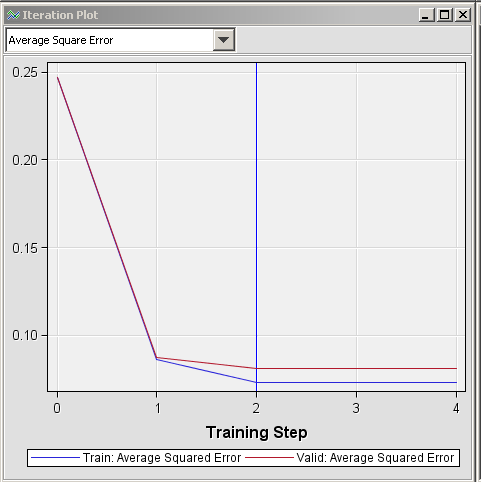 Iteration Plot
Average Square Error
0.25
0.20
0.15
0.10
0 1 2 3 4
Training Step
Train: Average Squared Error Valid: Average Squared Error